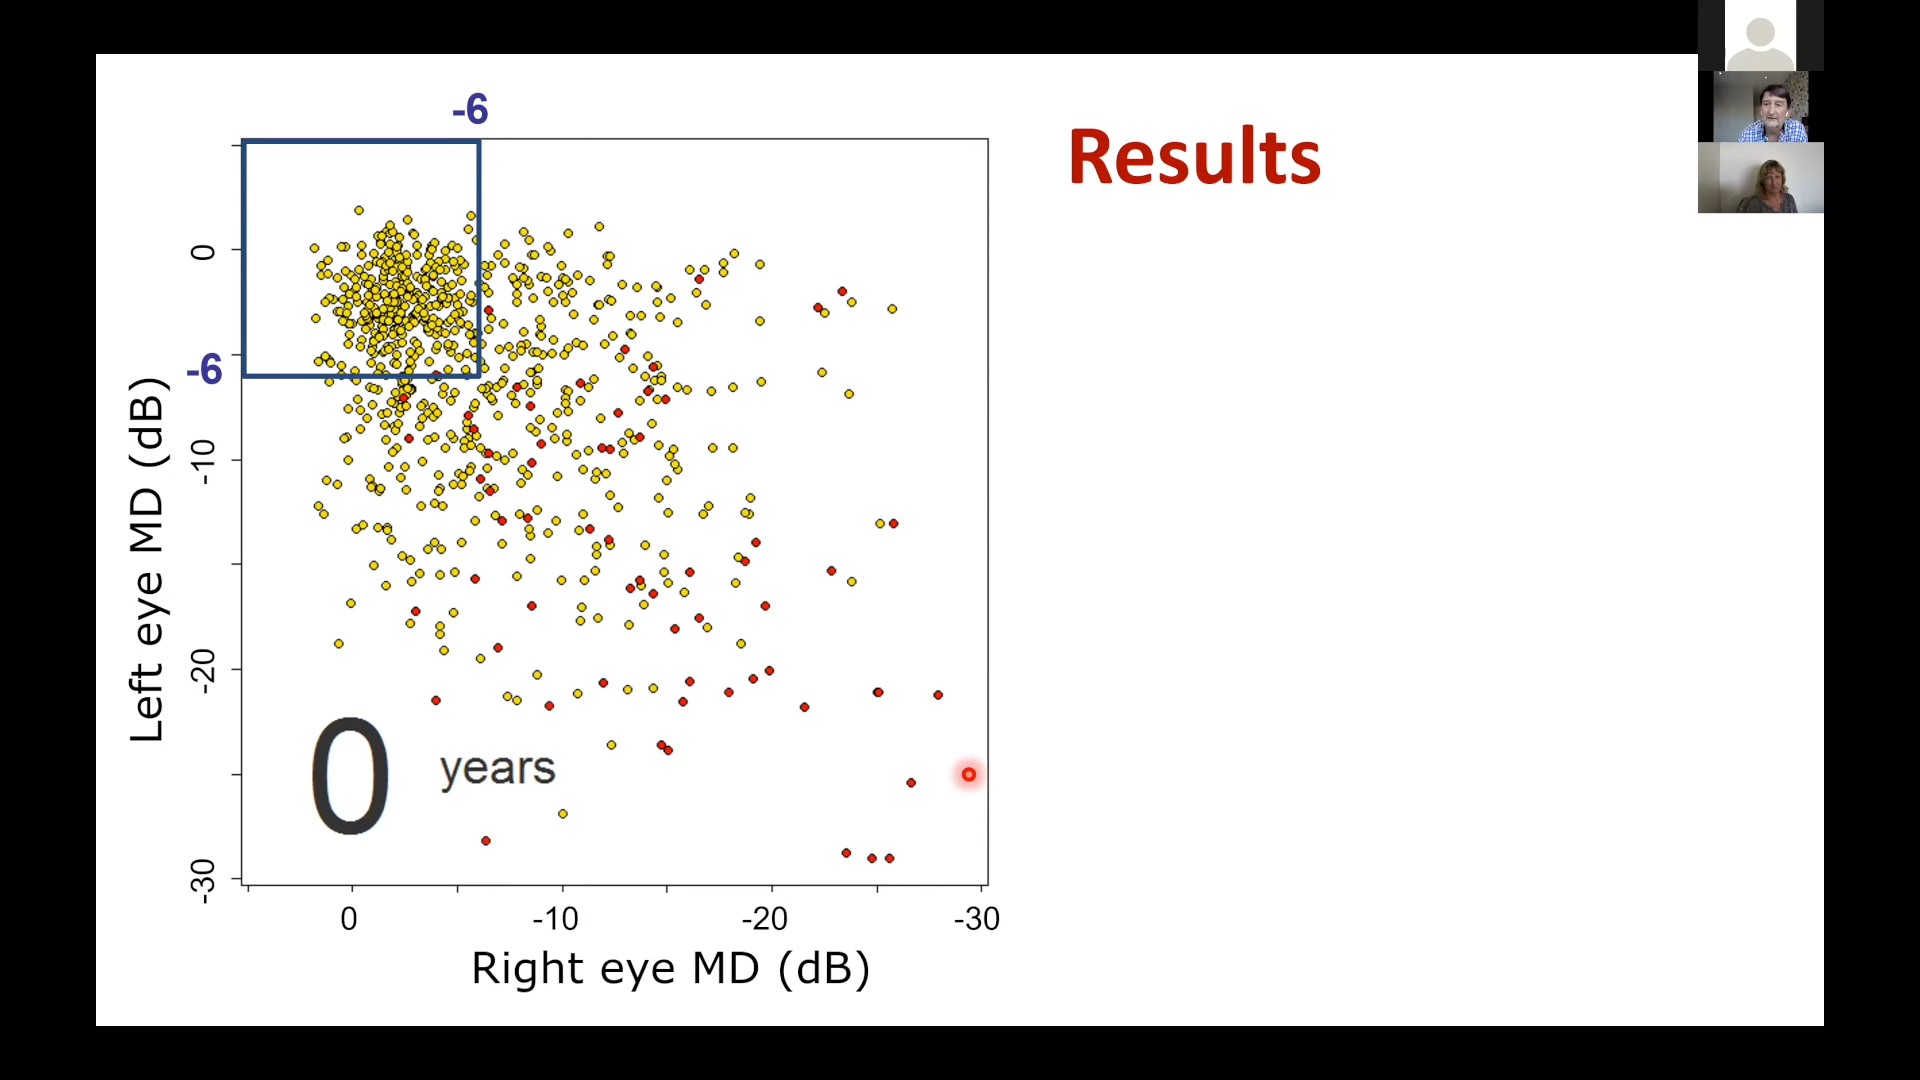 -6
Results
0
-6
-10
-20
-30
Left eye MD (dB)
0 years
0 -10 -20 -30
Right eye MD (dB)